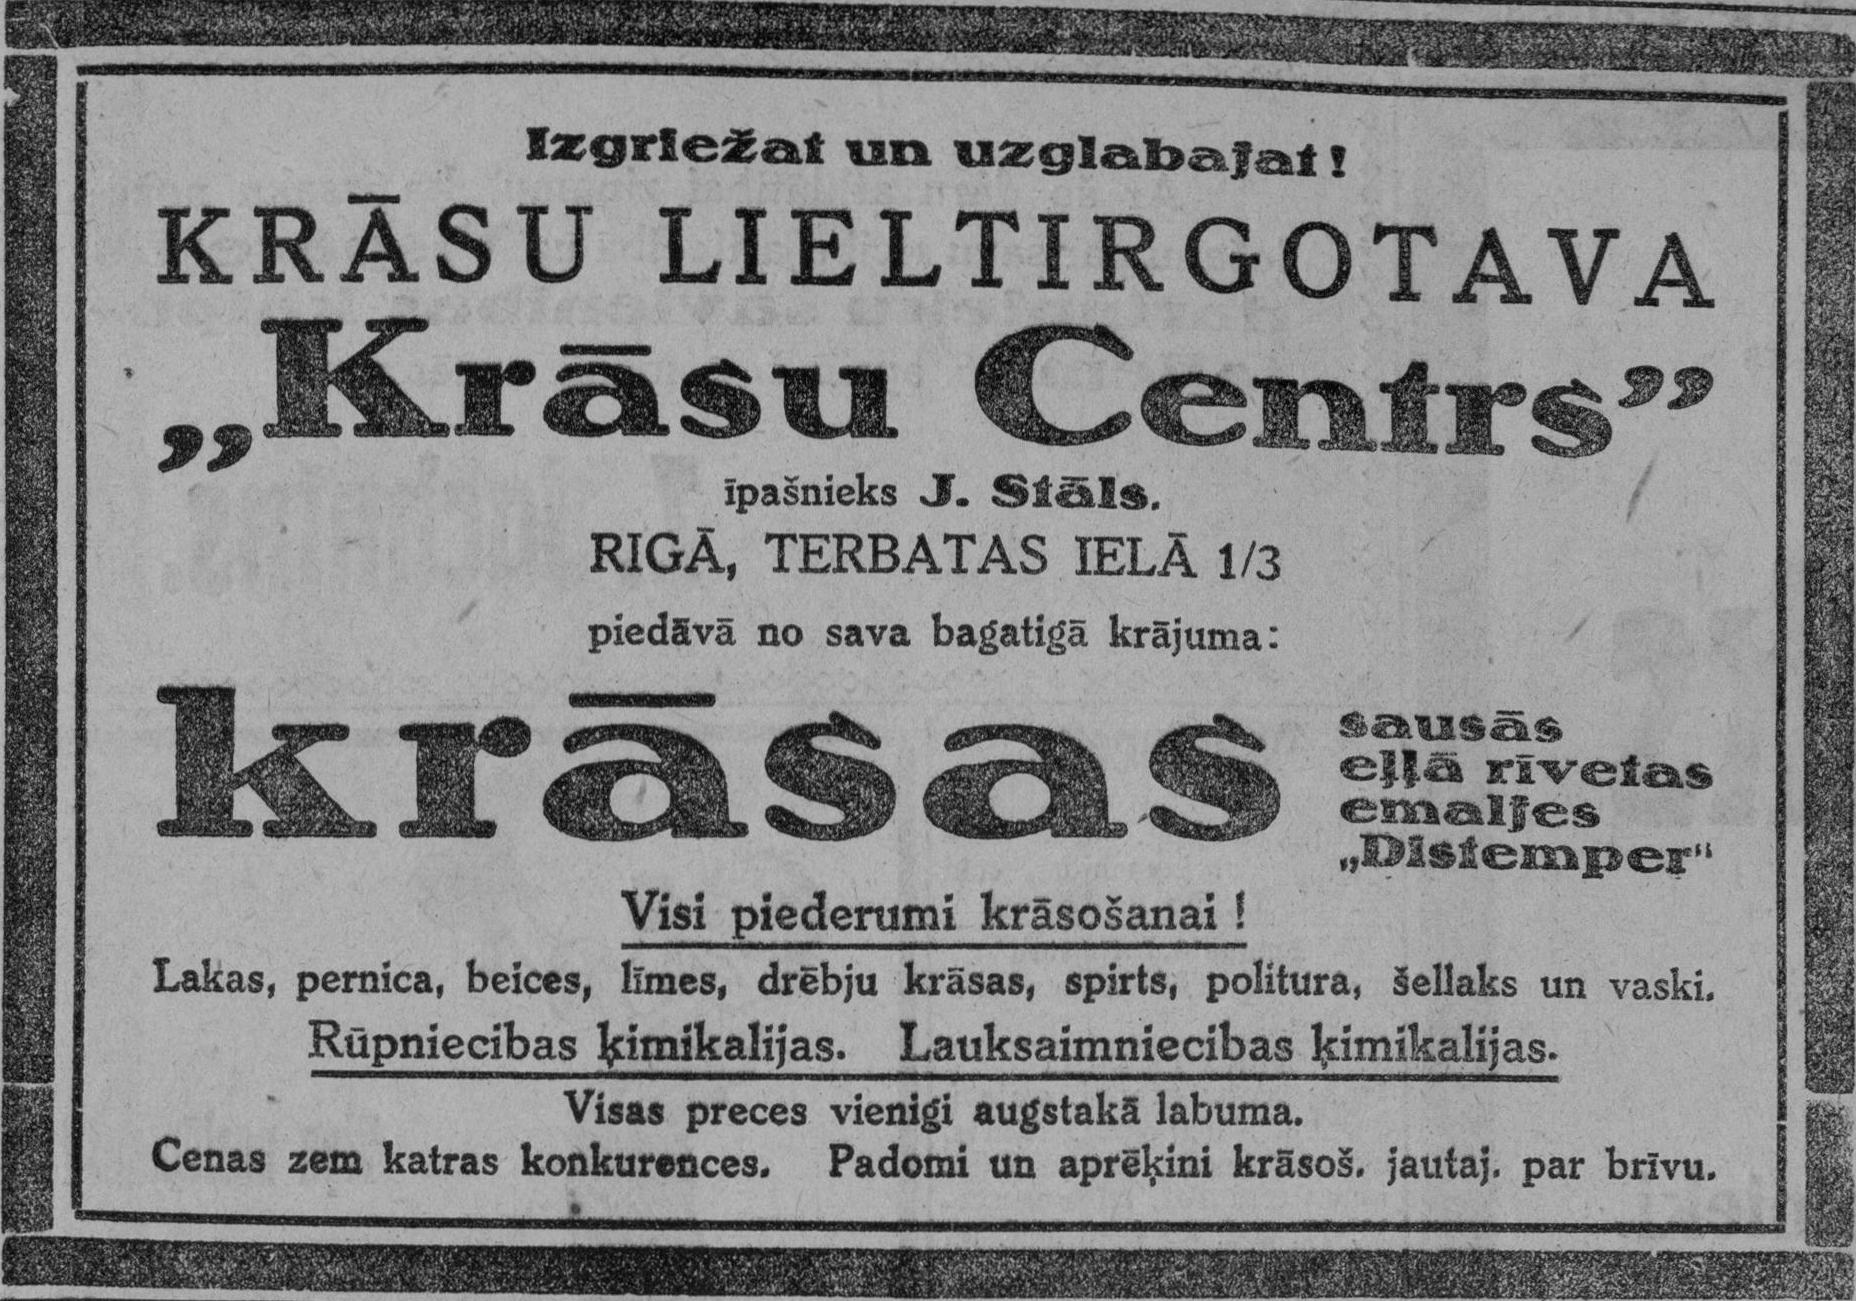 Izgriežat un uzglabajat!
KRĀSU LIELTIRGOTAVA
„Krāsu Centrs”
īpašnieks J. Stāls.
RIGĀ, TERBATAS IELĀ 1/3
piedāvā no sava bagatigā krājuma:
krāsas
sausās
eļļā rīvetas
emaljes
„Distemper“
Visi piederumi krāsošanai!
Lakas, pernica, beices, līmes, drēbju krāsas, spirts, politura, šellaks un vaski.
Rūpniecibas ķimikalijas. Lauksaimniecibas ķimikalijas.
Visas preces vienigi augstakā labuma.
Cenas zem katras konkurences. Padomi un aprēķini krāsoš. jautaj. par brīvu.